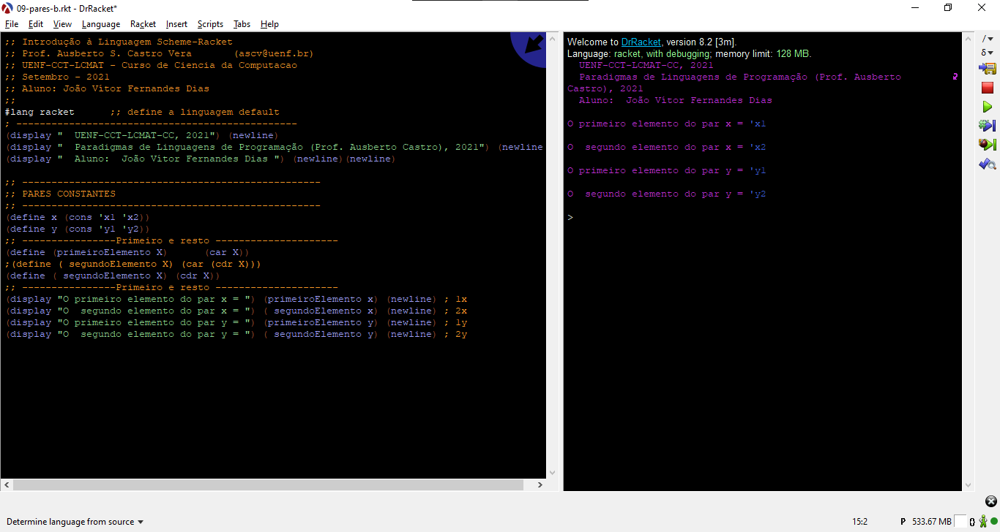 09-pares-b.rkt - DrRacket*
File Edit View Language Racket Insert Scripts Tabs Help
;; Introdução à Linguagem Scheme-Racket
;; Prof. Ausberto S. Castro Vera       (ascv@uenf.br)
;; UENF-CCT-LCMAT - Curso de Ciencia da Computacao
;; Setembro - 2021
;; Aluno: João Vítor Fernandes Dias
;;
#lang racket      ;; define a linguagem default
; ------------------------------------------------
(display "  UENF-CCT-LCMAT-CC, 2021") (newline)
(display "  Paradigmas de Linguagens de Programação (Prof. Ausberto Castro), 2021") (newline
(display "  Aluno:  João Vítor Fernandes Dias ") (newline)(newline)
;; ---------------------------------------------------
;; PARES CONSTANTES
;; ---------------------------------------------------
(define x (cons 'x1 'x2))
(define y (cons 'y1 'y2))
;; ----------------Primeiro e resto ---------------------
(define (primeiroElemento X)      (car X))
;(define ( segundoElemento X) (car (cdr X)))
(define ( segundoElemento X) (cdr X))
;; ----------------Primeiro e resto ---------------------
(display "O primeiro elemento do par x = ") (primeiroElemento x) (newline) ; 1x
(display "O  segundo elemento do par x = ") ( segundoElemento x) (newline) ; 2x
(display "O primeiro elemento do par y = ") (primeiroElemento y) (newline) ; 1y
(display "O  segundo elemento do par y = ") ( segundoElemento y) (newline) ; 2y
Welcome to DrRacket, version 8.2 [3m].
Language: racket, with debugging; memory limit: 128 MB.
  UENF-CCT-LCMAT-CC, 2021
  Paradigmas de Linguagens de Programação (Prof. Ausberto
Castro), 2021
  Aluno:  João Vítor Fernandes Dias
O primeiro elemento do par x = 'x1
O  segundo elemento do par x = 'x2
O primeiro elemento do par y = 'y1
O  segundo elemento do par y = 'y2
>
Determine language from source
15:2
P 533.67 MB